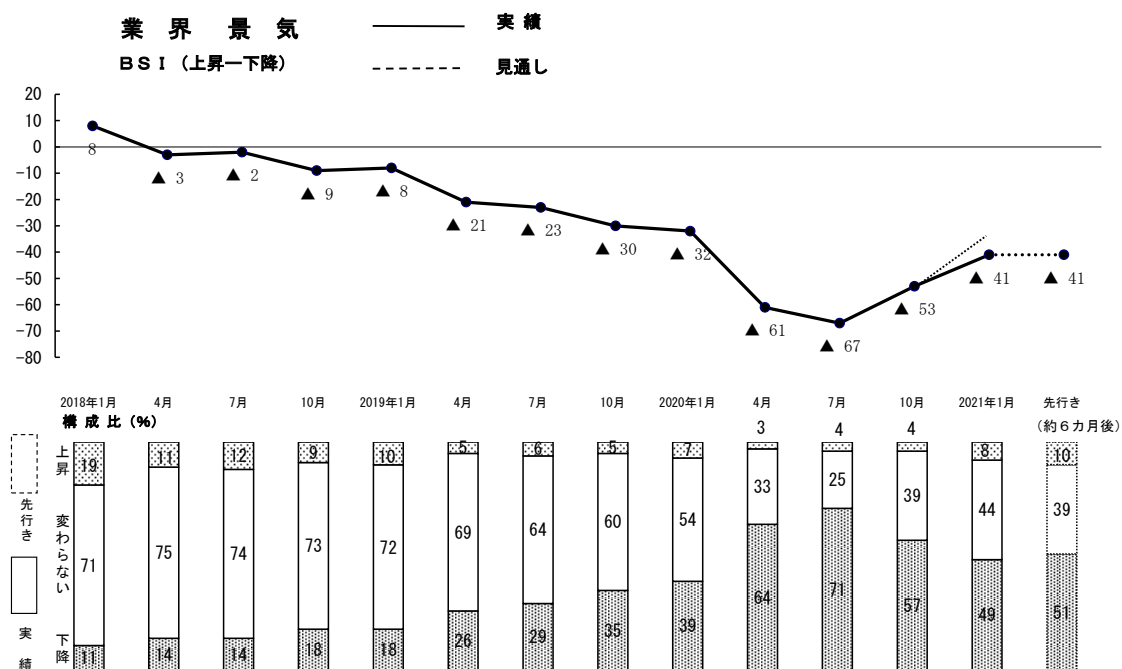 業界 景気
BSI(上昇ー下降)
実績
見通し
20
10
0
-10
-20
-30
-40
-50
-60
-70
-80
8
▲ 3
▲ 2
▲ 9
▲ 8
▲ 21
▲ 23
▲ 30
▲ 32
▲ 61
▲ 67
▲ 53
▲ 41
▲ 41
2018年1月 4月 7月 10月 2019年1月 4月 7月 10月 2020年1月 4月 7月 10月 2021年1月 先行き
(約6カ月後)
構成比(%)
上昇
19 11 12 9 10 5 6 5 7 3 4 4 8 10
変わらない
71 75 74 73 72 69 64 60 54 33 25 39 44 39
下降
11 14 14 18 18 26 29 35 39 64 71 57 49 51
先行き
実績